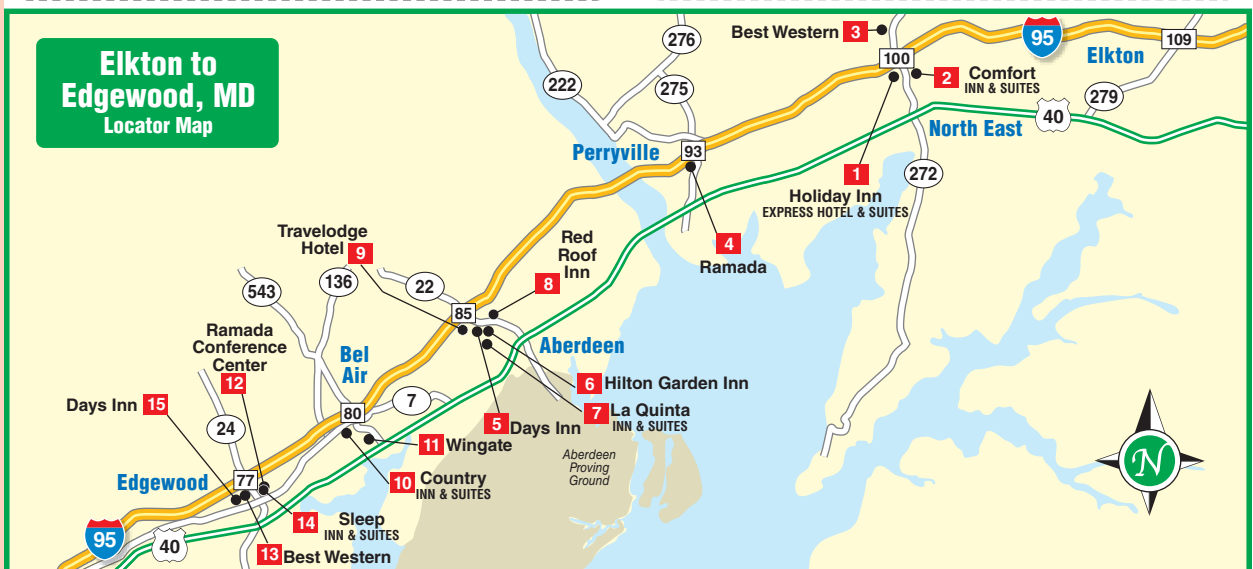 Elkton to
Edgewood, MD
Locator Map
276
Best Western 3
95
109
Elkton
100
2 Comfort
INN & SUITES
222
275
279
40
North East
93
Perryville
1
Holiday Inn
EXPRESS HOTEL & SUITES
272
Travelodge
Hotel 9
Red
Roof
Inn
8
4
Ramada
543
136
22
85
Ramada
Conference
Center
12
Bel
Air
Aberdeen
6 Hilton Garden Inn
Days Inn 15
7
80
7 La Quinta
INN & SUITES
5 Days Inn
24
11 Wingate
Aberdeen
Proving
Ground
N
77
Edgewood
10 Country
INN & SUITES
14 Sleep
INN & SUITES
95
40
13 Best Western